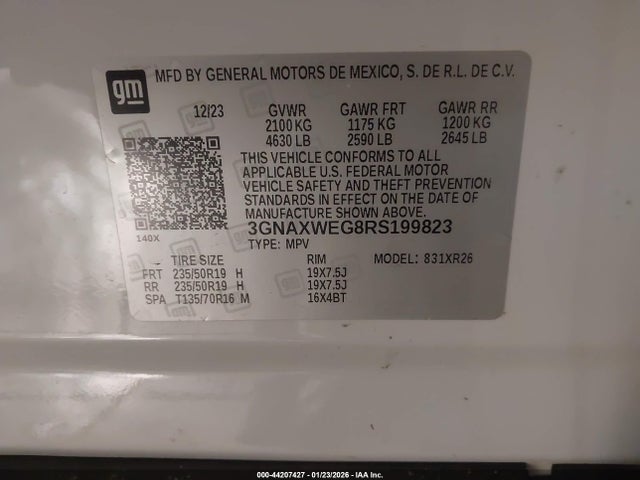 gm
MFD BY GENERAL MOTORS DE MEXICO, S. DE R.L. DE C.V.
12/23 GVWR GAWR FRT GAWR RR
2100 KG 1175 KG 1200 KG
4630 LB 2590 LB 2645 LB
THIS VEHICLE CONFORMS TO ALL
APPLICABLE U.S. FEDERAL MOTOR
VEHICLE SAFETY AND THEFT PREVENTION
STANDARDS IN EFFECT ON THE DATE OF
MANUFACTURE SHOWN ABOVE.
3GNAXWEG8RS199823
140X
TYPE: MPV
TIRE SIZE RIM MODEL: 831XR26
FRT 235/50R19 H 19X7.5J
RR 235/50R19 H 19X7.5J
SPA T135/70R16 M 16X4BT
000-44207427 - 01/23/2026 - IAA Inc.